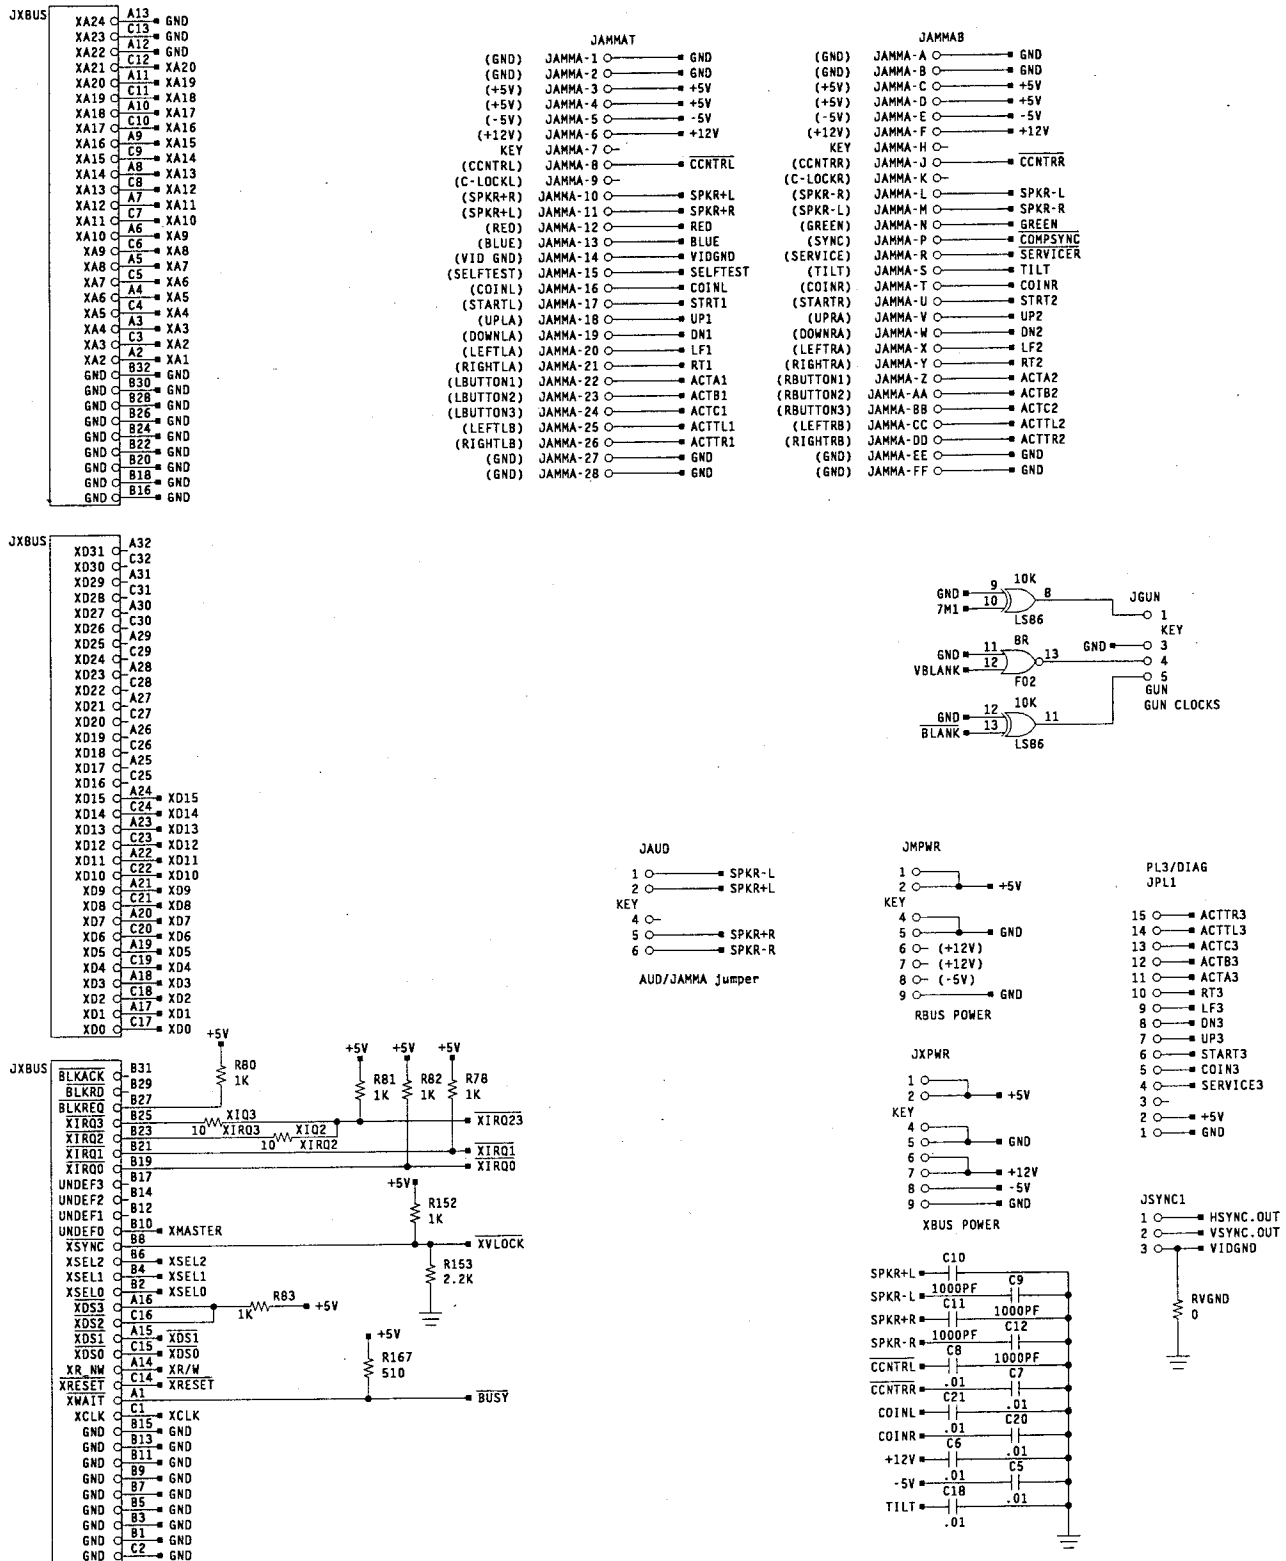 JXBUS
XA24 A13 GND
XA23 C13 GND
XA22 A12 GND
XA21 C12 XA20
XA20 A11 XA19
XA19 C11 XA18
XA18 A10 XA17
XA17 C10 XA16
XA16 A9 XA15
XA15 C9 XA14
XA14 A8 XA13
XA13 C8 XA12
XA12 A7 XA11
XA11 C7 XA10
XA10 A6 XA9
XA9 C6 XA8
XA8 A5 XA7
XA7 C5 XA6
XA6 A4 XA5
XA5 C4 XA4
XA4 A3 XA3
XA3 C3 XA2
XA2 A2 XA1
GND B32 GND
GND B30 GND
GND B28 GND
GND B26 GND
GND B24 GND
GND B22 GND
GND B20 GND
GND B18 GND
GND B16 GND
JAMMAT
(GND) JAMMA-1 GND
(GND) JAMMA-2 GND
(+5V) JAMMA-3 +5V
(+5V) JAMMA-4 +5V
(-5V) JAMMA-5 -5V
(+12V) JAMMA-6 +12V
KEY JAMMA-7
(CCNTRL) JAMMA-8 CCNTRL
(C-LOCKL) JAMMA-9
(SPKR+R) JAMMA-10 SPKR+L
(SPKR+L) JAMMA-11 SPKR+R
(RED) JAMMA-12 RED
(BLUE) JAMMA-13 BLUE
(VID GND) JAMMA-14 VIDGND
(SELFTEST) JAMMA-15 SELFTEST
(COINL) JAMMA-16 COINL
(STARTL) JAMMA-17 STRT1
(UPLA) JAMMA-18 UP1
(DOWNLA) JAMMA-19 DN1
(LEFTLA) JAMMA-20 LF1
(RIGHTLA) JAMMA-21 RT1
(LBUTTON1) JAMMA-22 ACTA1
(LBUTTON2) JAMMA-23 ACTB1
(LBUTTON3) JAMMA-24 ACTC1
(LEFTLB) JAMMA-25 ACTTL1
(RIGHTLB) JAMMA-26 ACTTR1
(GND) JAMMA-27 GND
(GND) JAMMA-28 GND
JAMMAB
(GND) JAMMA-A GND
(GND) JAMMA-B GND
(+5V) JAMMA-C +5V
(+5V) JAMMA-D +5V
(-5V) JAMMA-E -5V
(+12V) JAMMA-F +12V
KEY JAMMA-H
(CCNTRR) JAMMA-J CCNTRR
(C-LOCKR) JAMMA-K
(SPKR-R) JAMMA-L SPKR-L
(SPKR-L) JAMMA-M SPKR-R
(GREEN) JAMMA-N GREEN
(SYNC) JAMMA-P COMPSYNC
(SERVICE) JAMMA-R SERVICER
(TILT) JAMMA-S TILT
(COINR) JAMMA-T COINR
(STARTR) JAMMA-U STRT2
(UPRA) JAMMA-V UP2
(DOWNRA) JAMMA-W DN2
(LEFTRA) JAMMA-X LF2
(RIGHTRA) JAMMA-Y RT2
(RBUTTON1) JAMMA-Z ACTA2
(RBUTTON2) JAMMA-AA ACTB2
(RBUTTON3) JAMMA-BB ACTC2
(LEFTRB) JAMMA-CC ACTTL2
(RIGHTRB) JAMMA-DD ACTTR2
(GND) JAMMA-EE GND
(GND) JAMMA-FF GND
JXBUS
XD31 A32
XD30 C32
XD29 A31
XD28 C31
XD27 A30
XD26 C30
XD25 A29
XD24 C29
XD23 A28
XD22 C28
XD21 A27
XD20 C27
XD19 A26
XD18 C26
XD17 A25
XD16 C25
XD15 A24 XD15
XD14 C24 XD14
XD13 A23 XD13
XD12 C23 XD12
XD11 A22 XD11
XD10 C22 XD10
XD9 A21 XD9
XD8 C21 XD8
XD7 A20 XD7
XD6 C20 XD6
XD5 A19 XD5
XD4 C19 XD4
XD3 A18 XD3
XD2 C18 XD2
XD1 A17 XD1
XD0 C17 XD0
10K
GND 9 8
7M1 10
LS86
8R
GND 11 13
VBLANK 12
F02
10K
GND 12 11
BLANK 13
LS86
JGUN
1
KEY
GND 3
4
5
GUN
GUN CLOCKS
JAUD
1 SPKR-L
2 SPKR+L
KEY
4
5 SPKR+R
6 SPKR-R
AUD/JAMMA jumper
JMPWR
1
2 +5V
KEY
4
5 GND
6 (+12V)
7 (+12V)
8 (-5V)
9 GND
RBUS POWER
PL3/DIAG
JPL1
15 ACTTR3
14 ACTTL3
13 ACTC3
12 ACTB3
11 ACTA3
10 RT3
9 LF3
8 DN3
7 UP3
6 START3
5 COIN3
4 SERVICE3
3
2 +5V
1 GND
JXBUS
BLKACK B31
BLKRD B29
BLKREQ B27
XIRQ3 B25
XIRQ2 B23
XIRQ1 B21
XIRQ0 B19
UNDEF3 B17
UNDEF2 B14
UNDEF1 B12
UNDEF0 B10 XMASTER
XSYNC B8
XSEL2 B6 XSEL2
XSEL1 B4 XSEL1
XSEL0 B2 XSEL0
XDS3 A16
XDS2 C16
XDS1 A15 XDS1
XDS0 C15 XDS0
XR_NW A14 XR/W
XRESET C14 XRESET
XWAIT A1
XCLK C1 XCLK
GND B15 GND
GND B13 GND
GND B11 GND
GND B9 GND
GND B7 GND
GND B5 GND
GND B3 GND
GND B1 GND
GND C2 GND
+5V
R80
1K
+5V +5V +5V
R81 R82 R78
1K 1K 1K
XIQ3
10 XIRQ3
XIQ2
10 XIRQ2
XIRQ23
XIRQ1
XIRQ0
+5V
R152
1K
XVLOCK
R153
2.2K
R83
1K +5V
+5V
R167
510
BUSY
JXPWR
1
2 +5V
KEY
4
5 GND
6
7 +12V
8 -5V
9 GND
XBUS POWER
JSYNC1
1 HSYNC.OUT
2 VSYNC.OUT
3 VIDGND
RVGND
0
SPKR+L C10
1000PF
SPKR-L C9
1000PF
SPKR+R C11
1000PF
SPKR-R C12
1000PF
CCNTRL C8
.01
CCNTRR C7
.01
COINL C21
.01
COINR C20
.01
+12V C6
.01
-5V C5
.01
TILT C18
.01